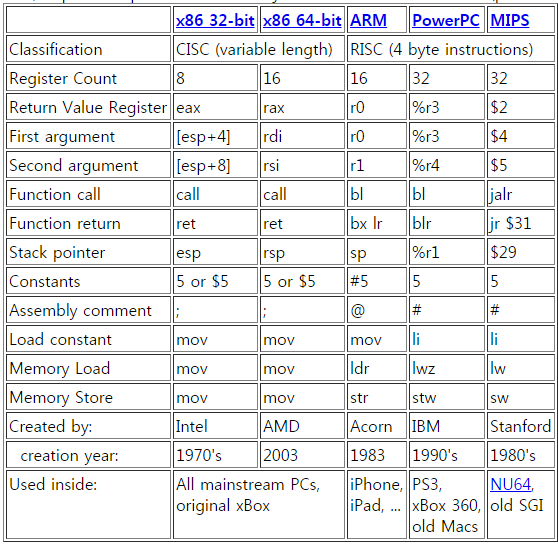 x86 32-bit x86 64-bit ARM PowerPC MIPS
Classification CISC (variable length) RISC (4 byte instructions)
Register Count 8 16 16 32 32
Return Value Register eax rax r0 %r3 $2
First argument [esp+4] rdi r0 %r3 $4
Second argument [esp+8] rsi r1 %r4 $5
Function call call call bl bl jalr
Function return ret ret bx lr blr jr $31
Stack pointer esp rsp sp %r1 $29
Constants 5 or $5 5 or $5 #5 5 5
Assembly comment ; ; @ # #
Load constant mov mov mov li li
Memory Load mov mov ldr lwz lw
Memory Store mov mov str stw sw
Created by: Intel AMD Acorn IBM Stanford
creation year: 1970's 2003 1983 1990's 1980's
Used inside: All mainstream PCs, iPhone, PS3, NU64,
original xBox iPad, ... xBox 360, old SGI
old Macs